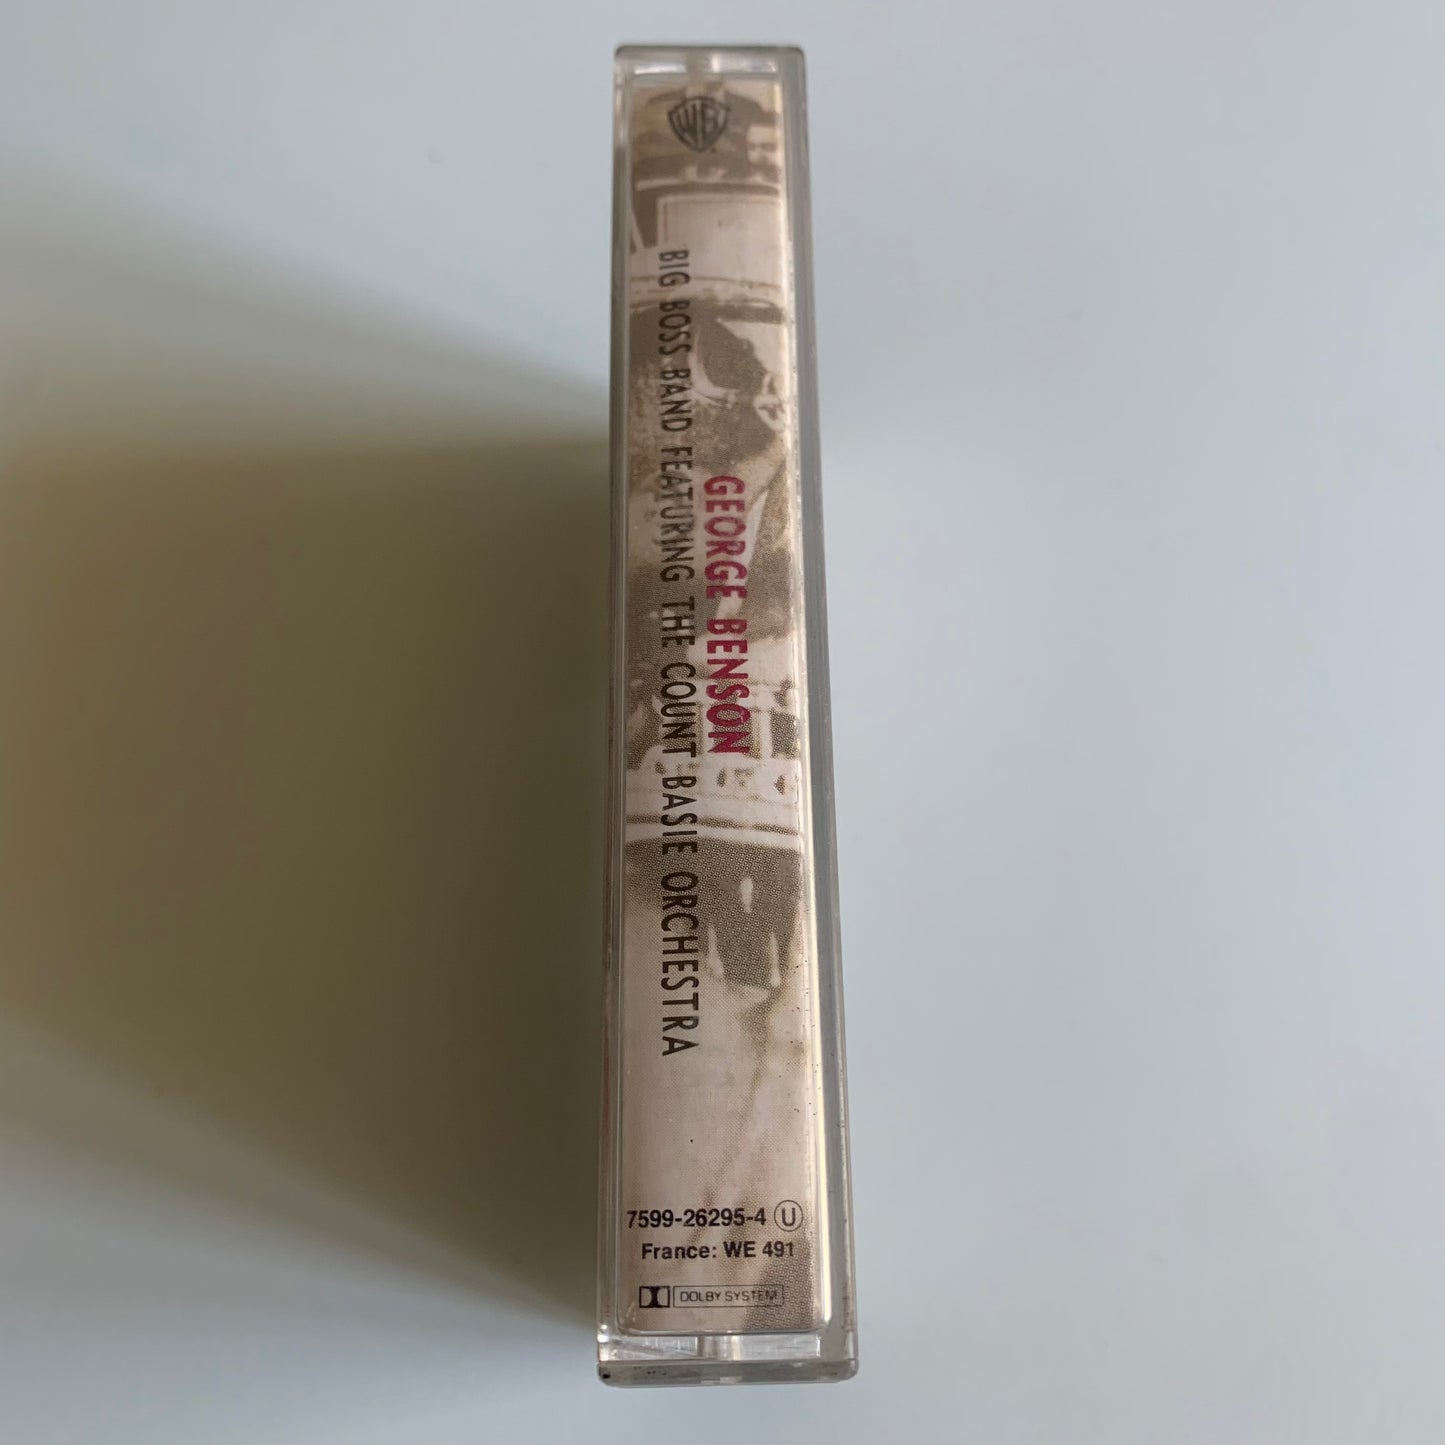 WB
GEORGE BENSON
BIG BOSS BAND FEATURING THE COUNT BASIE ORCHESTRA
7599-26295-4 Ⓤ
France: WE 491
DOLBY SYSTEM